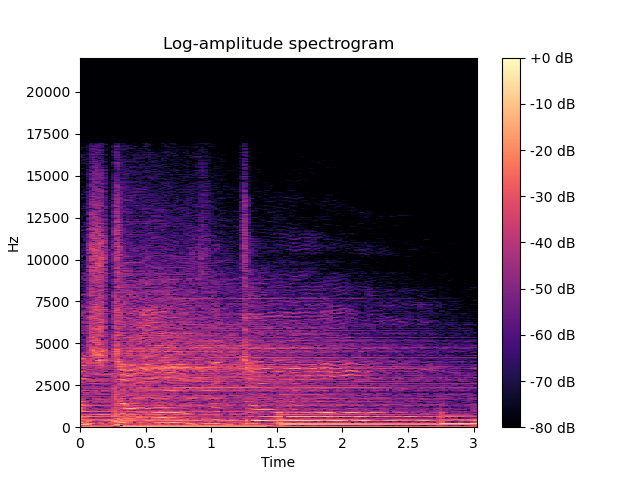 Log-amplitude spectrogram
Hz
20000
17500
15000
12500
10000
7500
5000
2500
0
0
0.5
1
1.5
2
2.5
3
Time
+0 dB
-10 dB
-20 dB
-30 dB
-40 dB
-50 dB
-60 dB
-70 dB
-80 dB